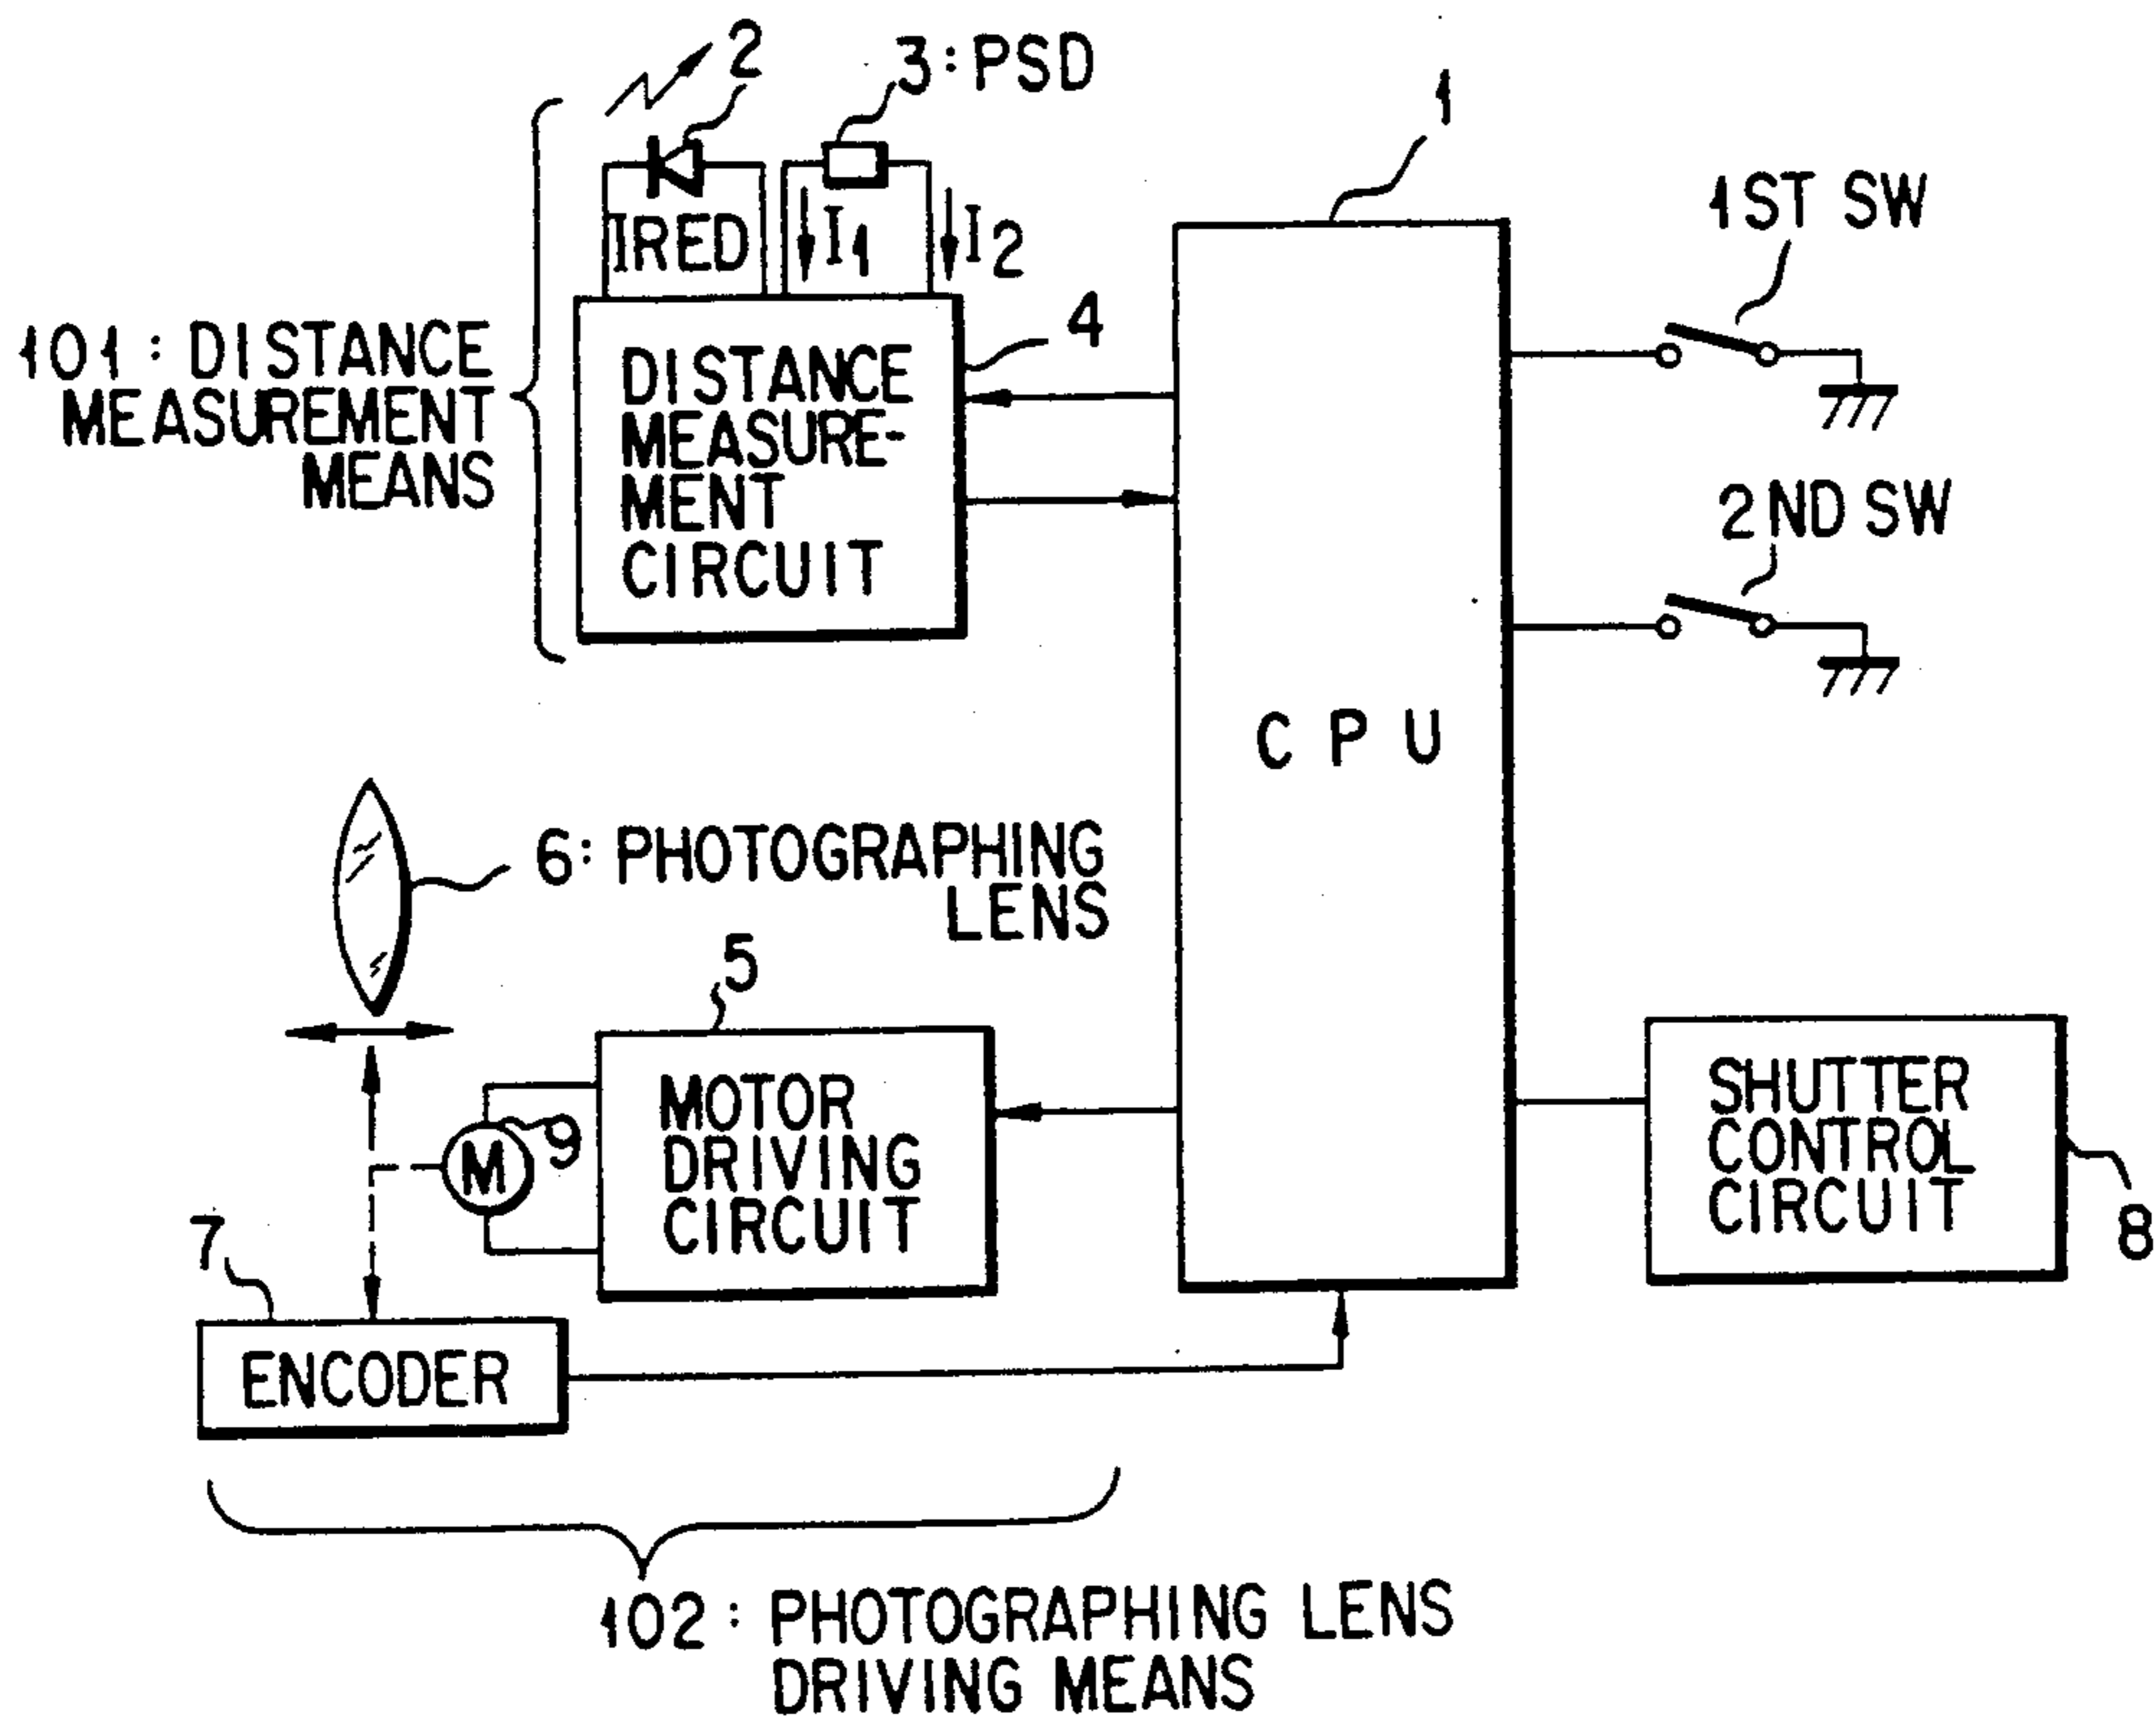 2
3: PSD
1
1ST SW
IRED
I1
I2
4
101: DISTANCE
MEASUREMENT
MEANS
DISTANCE
MEASURE-
MENT
CIRCUIT
2ND SW
CPU
6: PHOTOGRAPHING
LENS
5
MOTOR
DRIVING
CIRCUIT
9
M
SHUTTER
CONTROL
CIRCUIT
8
7
ENCODER
102: PHOTOGRAPHING LENS
DRIVING MEANS